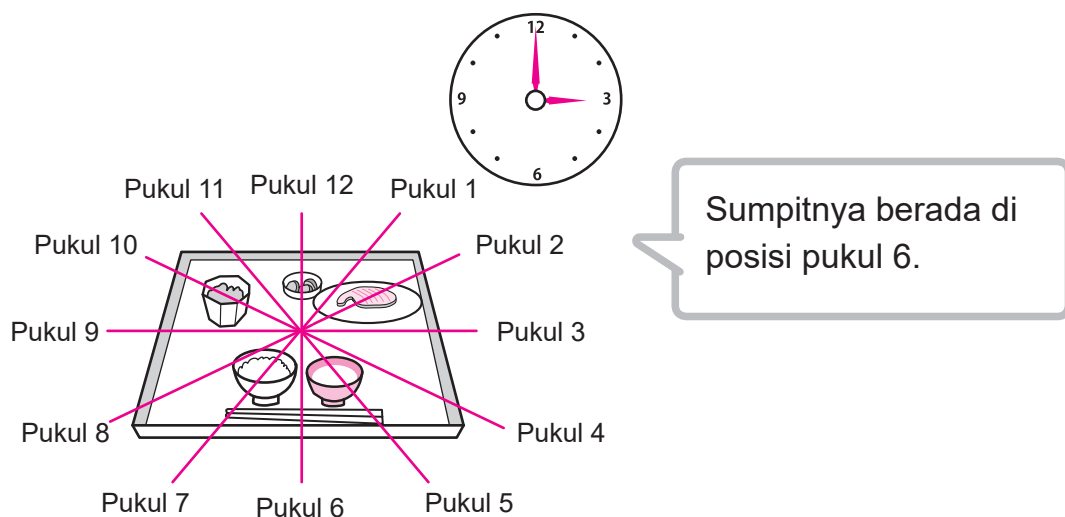 12
9
3
6
Pukul 11
Pukul 12
Pukul 1
Pukul 10
Pukul 2
Pukul 9
Pukul 3
Pukul 8
Pukul 4
Pukul 7
Pukul 6
Pukul 5
Sumpitnya berada di
posisi pukul 6.